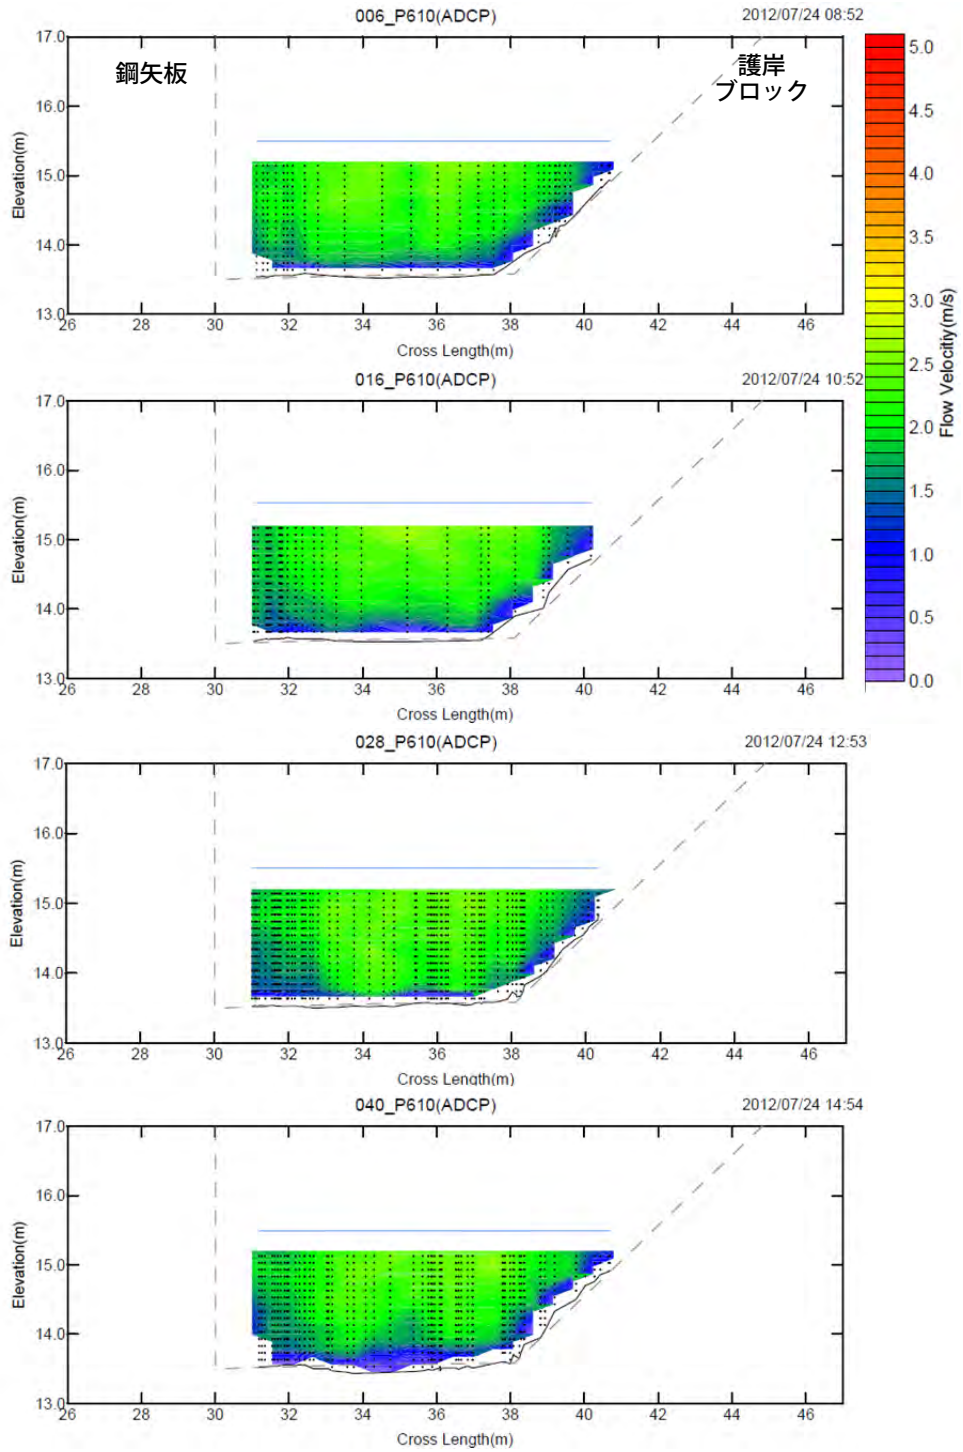 006_P610(ADCP)
2012/07/24 08:52
鋼矢板
護岸
ブロック
17.0
16.0
15.0
14.0
13.0
Elevation(m)
26 28 30 32 34 36 38 40 42 44 46
Cross Length(m)
016_P610(ADCP)
2012/07/24 10:52
17.0
16.0
15.0
14.0
13.0
Elevation(m)
26 28 30 32 34 36 38 40 42 44 46
Cross Length(m)
5.0
4.5
4.0
3.5
3.0
2.5
2.0
1.5
1.0
0.5
0.0
Flow Velocitiy(m/s)
028_P610(ADCP)
2012/07/24 12:53
17.0
16.0
15.0
14.0
13.0
Elevation(m)
26 28 30 32 34 36 38 40 42 44 46
Cross Length(m)
040_P610(ADCP)
2012/07/24 14:54
17.0
16.0
15.0
14.0
13.0
Elevation(m)
26 28 30 32 34 36 38 40 42 44 46
Cross Length(m)